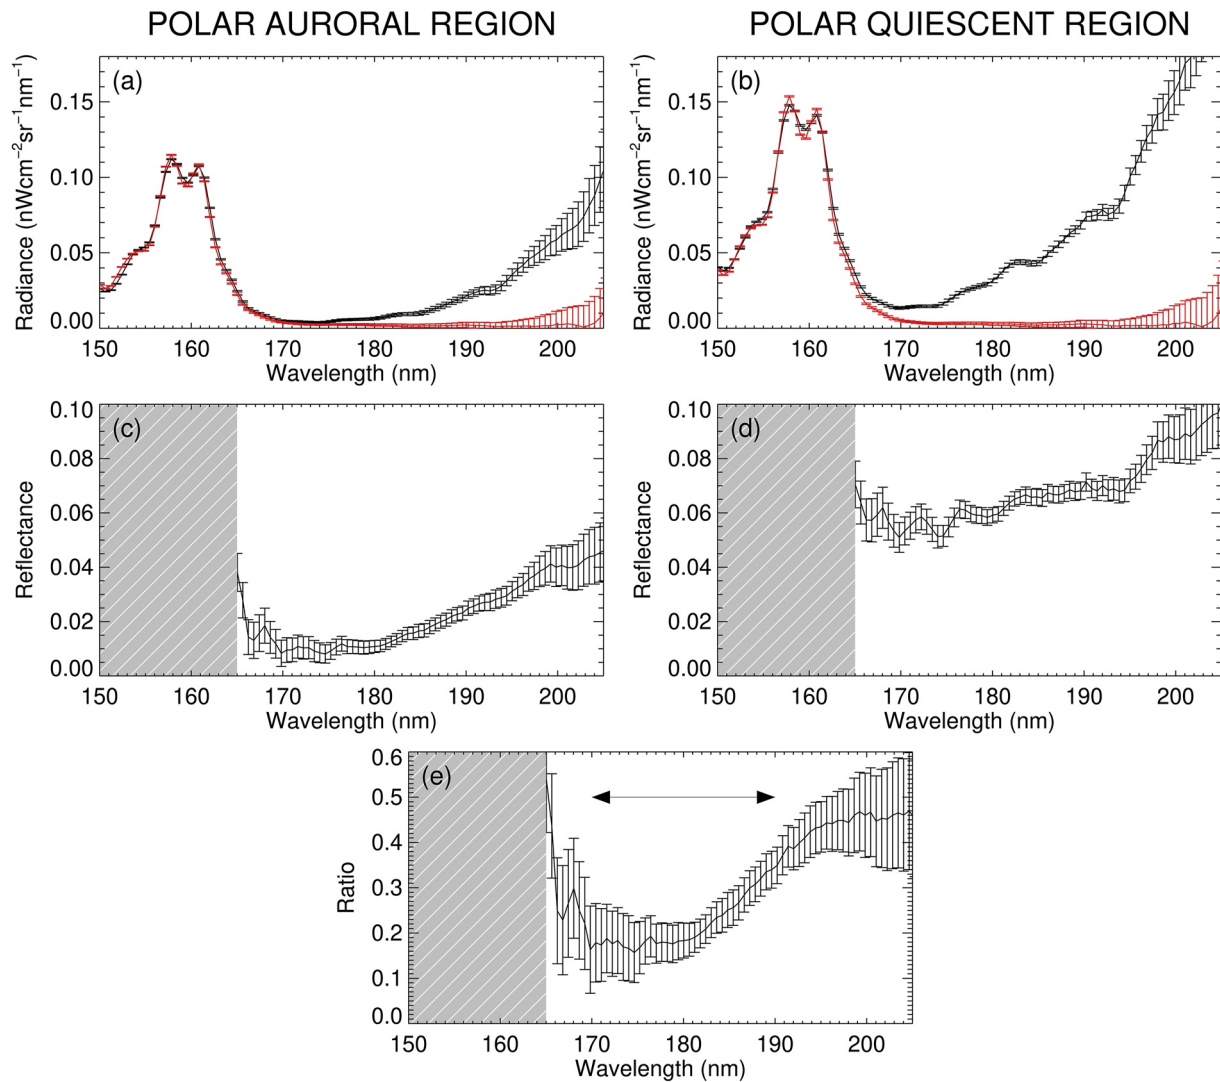 POLAR AURORAL REGION
POLAR QUIESCENT REGION
(a)
Radiance (nWcm−2sr−1nm−1)
0.15
0.10
0.05
0.00
150 160 170 180 190 200
Wavelength (nm)
(b)
Radiance (nWcm−2sr−1nm−1)
0.15
0.10
0.05
0.00
150 160 170 180 190 200
Wavelength (nm)
(c)
Reflectance
0.10
0.08
0.06
0.04
0.02
0.00
150 160 170 180 190 200
Wavelength (nm)
(d)
Reflectance
0.10
0.08
0.06
0.04
0.02
0.00
150 160 170 180 190 200
Wavelength (nm)
(e)
Ratio
0.6
0.5
0.4
0.3
0.2
0.1
0.0
150 160 170 180 190 200
Wavelength (nm)